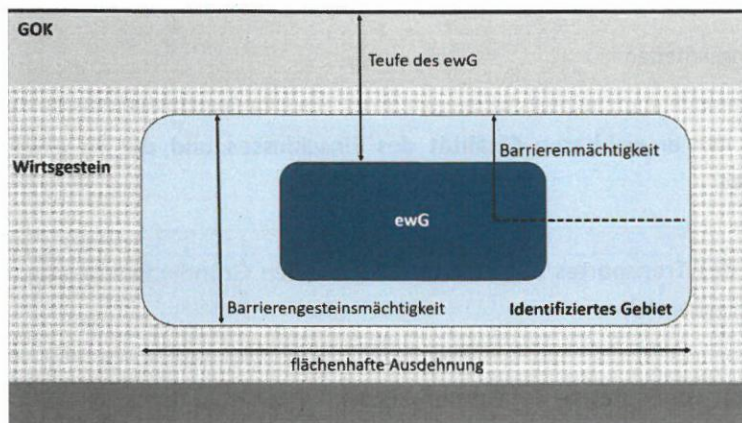 GOK
Teufe des ewG
Barrierenmächtigkeit
Wirtsgestein
ewG
Barrierengesteinsmächtigkeit
Identifiziertes Gebiet
flächenhafte Ausdehnung